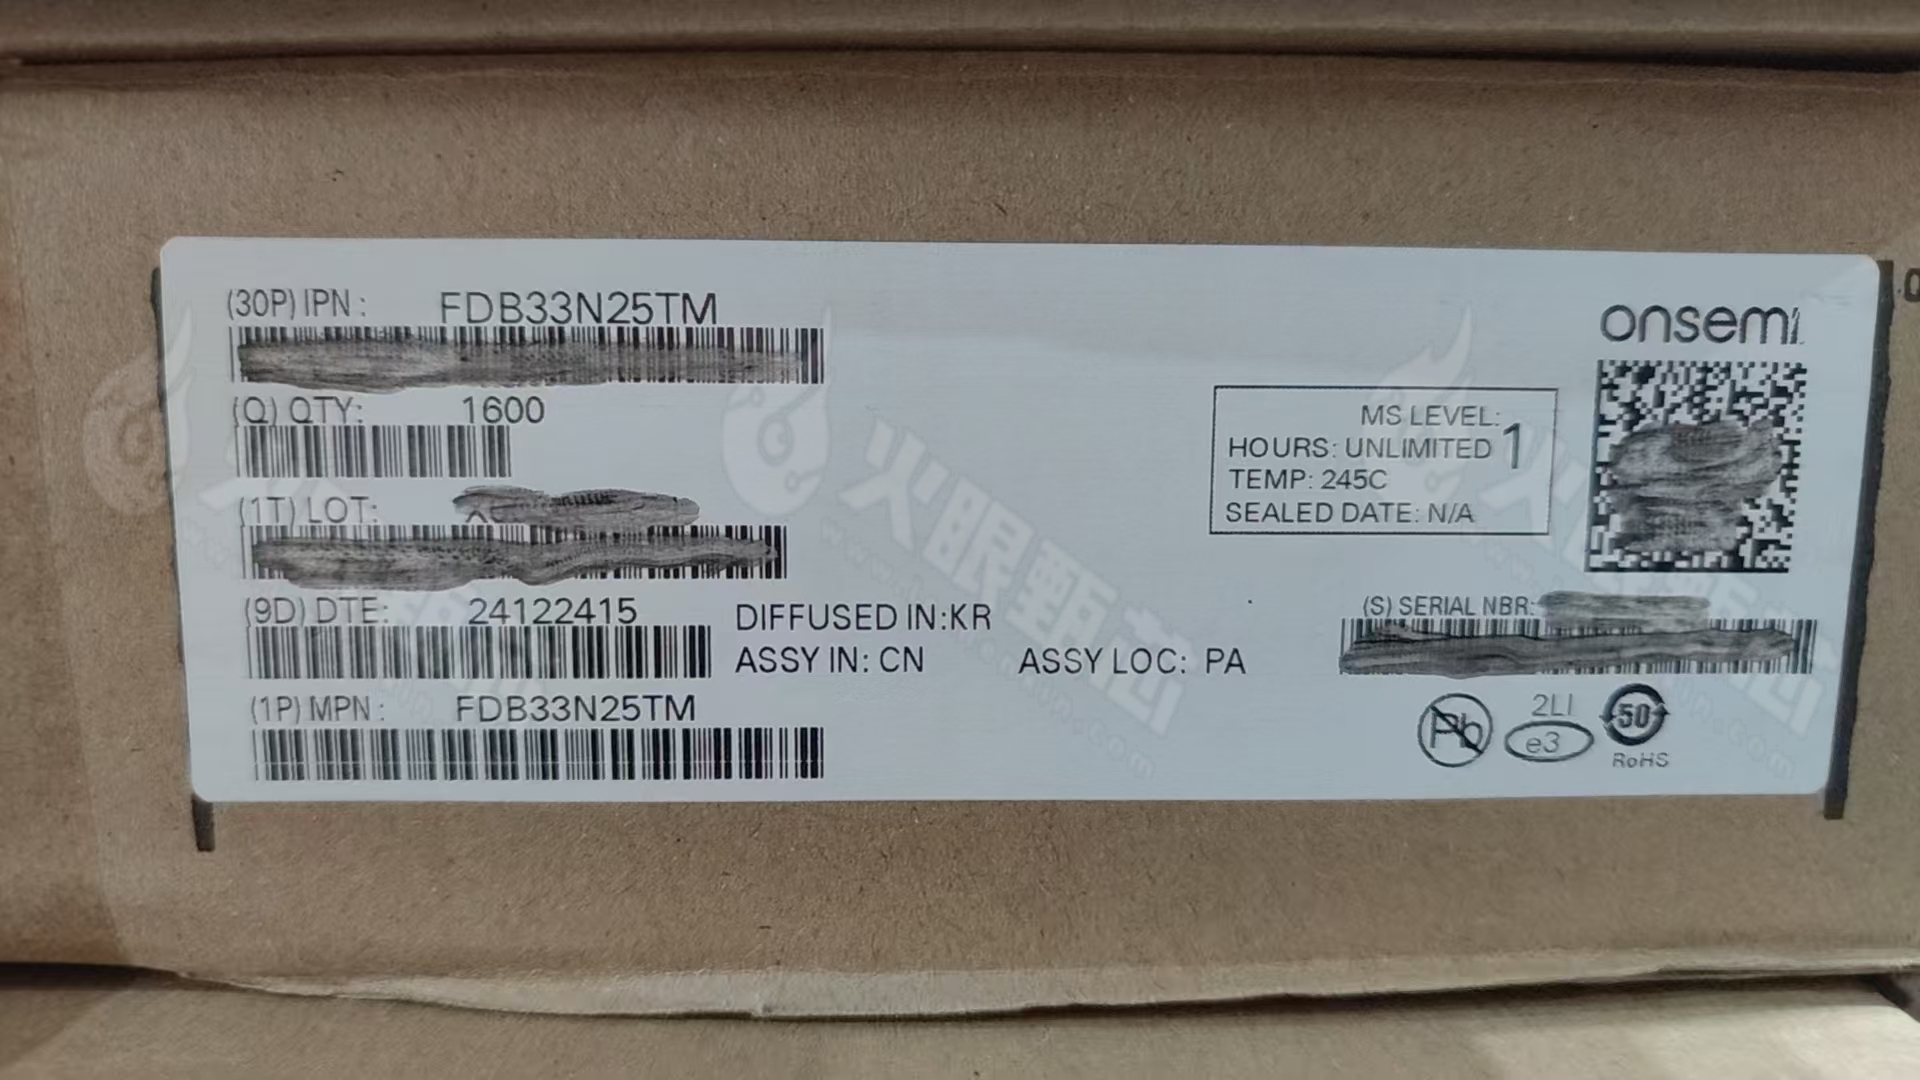 (30P) IPN : FDB33N25TM
(Q) QTY: 1600
(1T) LOT:
(9D) DTE: 24122415
DIFFUSED IN:KR
ASSY IN: CN ASSY LOC: PA
(1P) MPN : FDB33N25TM
onsemi
MS LEVEL: 1
HOURS: UNLIMITED
TEMP: 245C
SEALED DATE: N/A
(S) SERIAL NBR:
Pb
2LI
e3
50
RoHS
火眼甄芯